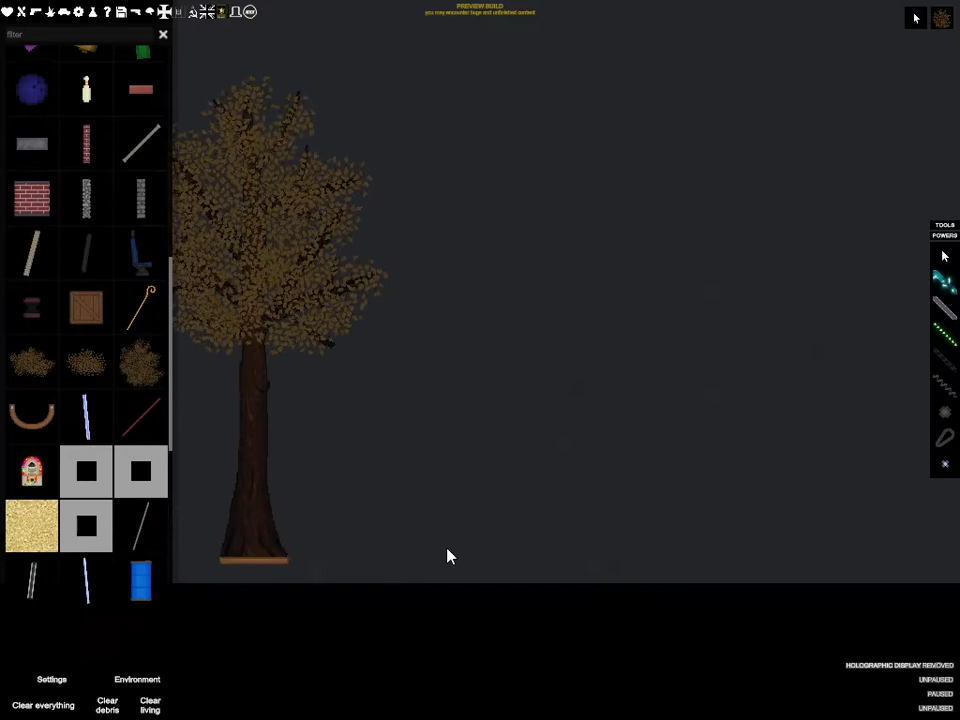 PREVIEW BUILD
you may encounter bugs and unfinished content
filter
TOOLS
POWERS
Settings
Environment
Clear everything
Clear debris
Clear living
HOLOGRAPHIC DISPLAY REMOVED
UNPAUSED
PAUSED
UNPAUSED